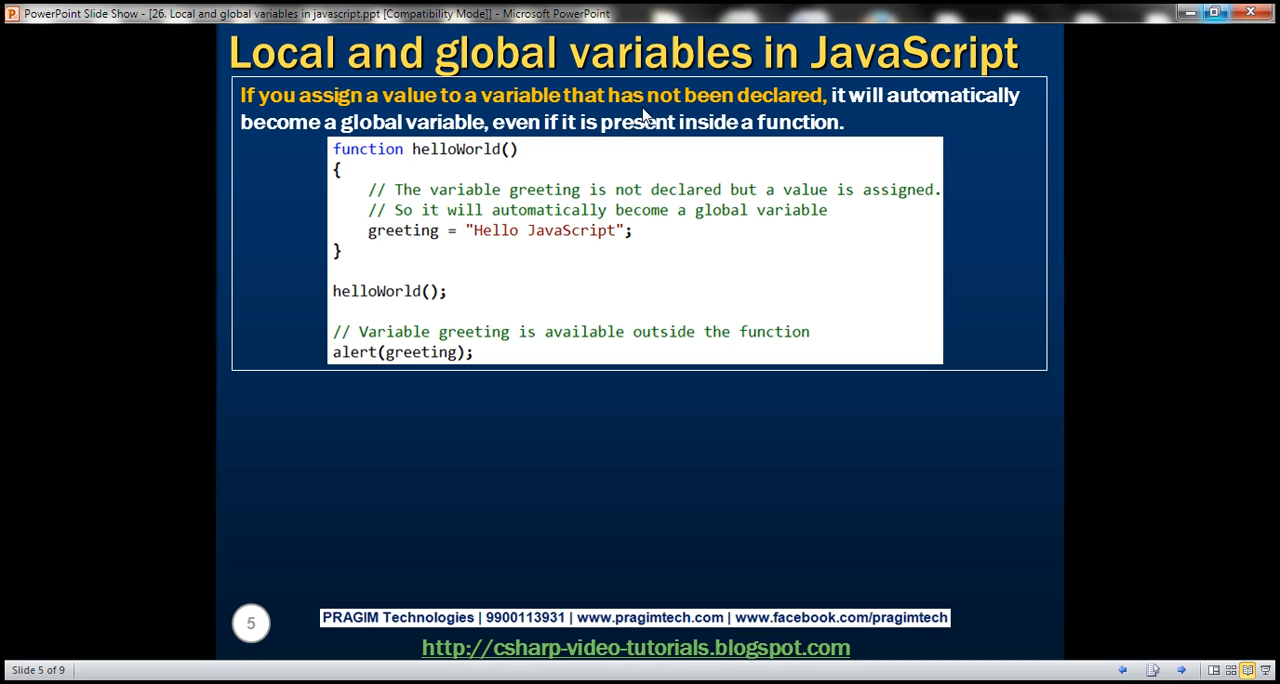 PowerPoint Slide Show - [26. Local and global variables in javascript.ppt [Compatibility Mode]] - Microsoft PowerPoint
Local and global variables in JavaScript
If you assign a value to a variable that has not been declared, it will automatically
become a global variable, even if it is present inside a function.
function helloWorld()
{
// The variable greeting is not declared but a value is assigned.
// So it will automatically become a global variable
greeting = "Hello JavaScript";
}
helloWorld();
// Variable greeting is available outside the function
alert(greeting);
5
PRAGIM Technologies | 9900113931 | www.pragimtech.com | www.facebook.com/pragimtech
http://csharp-video-tutorials.blogspot.com
Slide 5 of 9